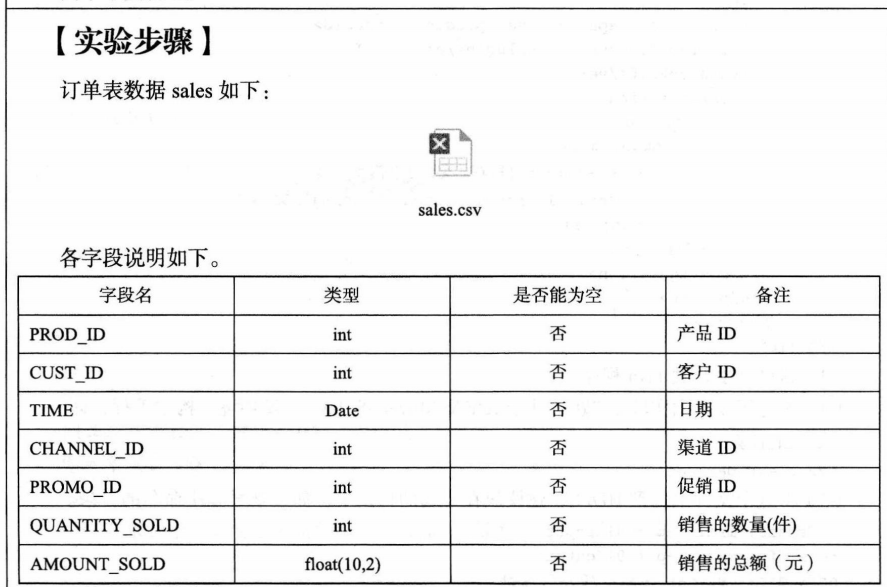 【实验步骤】
订单表数据 sales 如下：
sales.csv
各字段说明如下。
字段名 类型 是否能为空 备注
PROD_ID int 否 产品 ID
CUST_ID int 否 客户 ID
TIME Date 否 日期
CHANNEL_ID int 否 渠道 ID
PROMO_ID int 否 促销 ID
QUANTITY_SOLD int 否 销售的数量(件)
AMOUNT_SOLD float(10,2) 否 销售的总额（元）